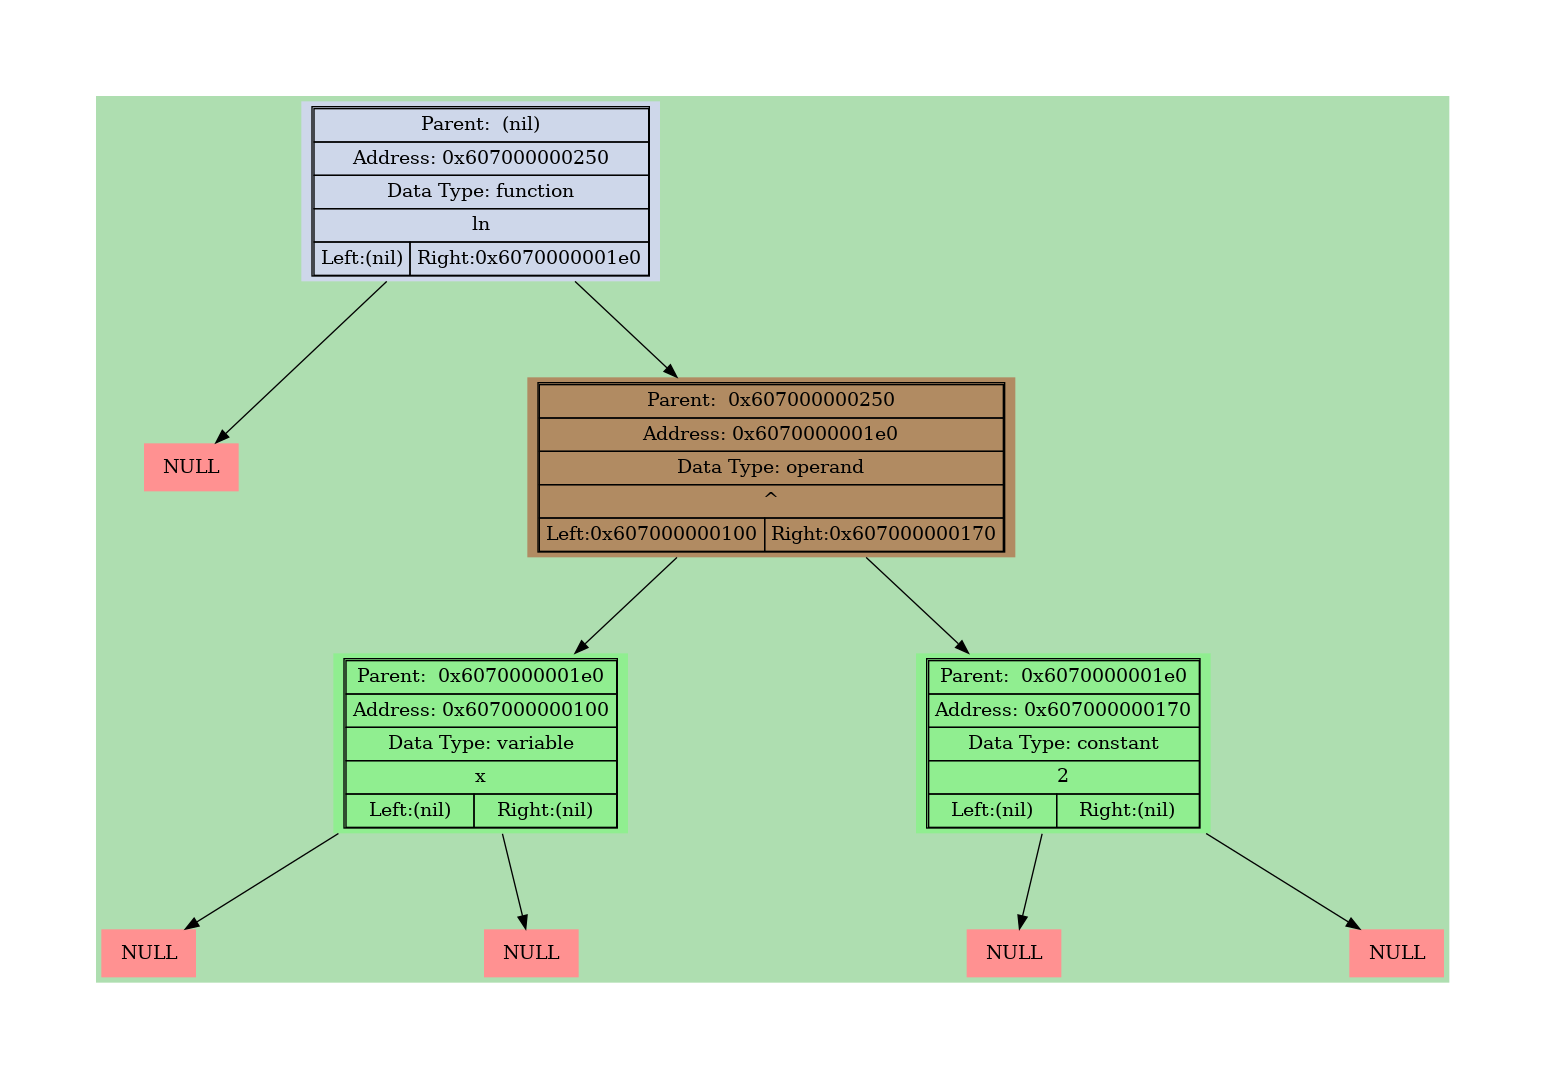 Parent:  (nil)
Address: 0x607000000250
Data Type: function
ln
Left:(nil) Right:0x6070000001e0
NULL
Parent:  0x607000000250
Address: 0x6070000001e0
Data Type: operand
^
Left:0x607000000100 Right:0x607000000170
Parent:  0x6070000001e0
Address: 0x607000000100
Data Type: variable
x
Left:(nil) Right:(nil)
Parent:  0x6070000001e0
Address: 0x607000000170
Data Type: constant
2
Left:(nil) Right:(nil)
NULL
NULL
NULL
NULL